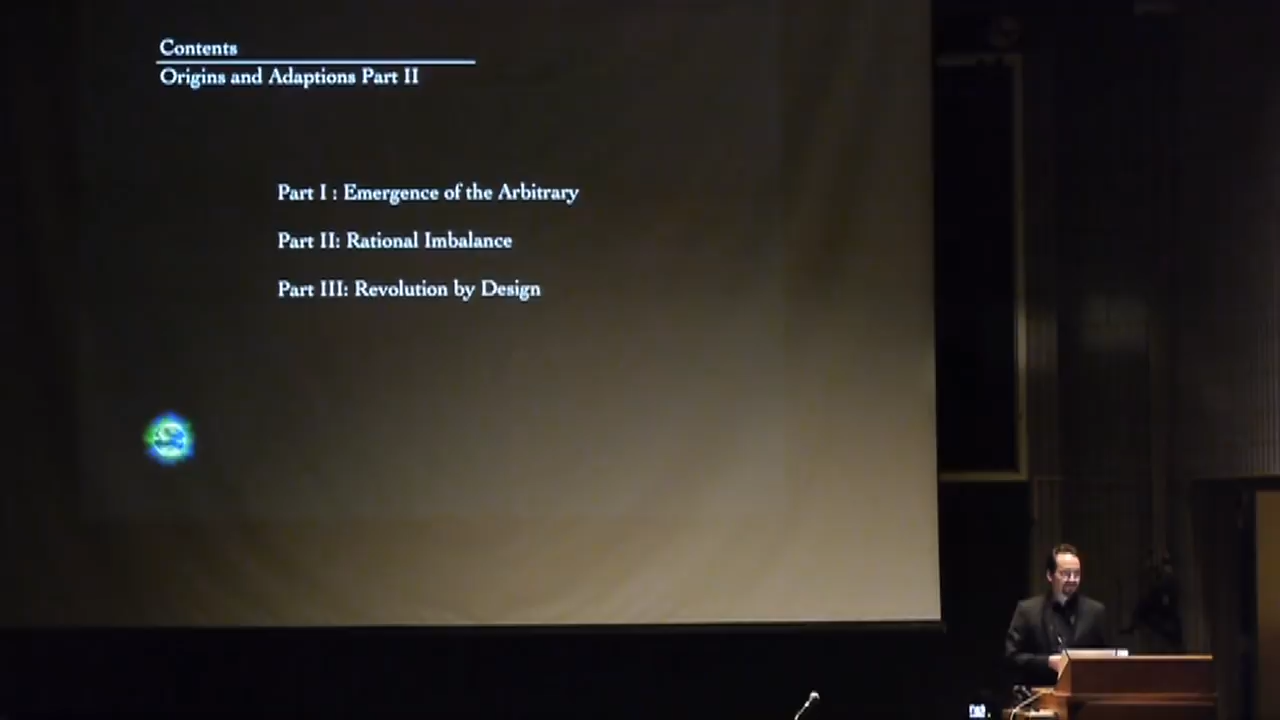 Contents
Origins and Adaptions Part II
Part I : Emergence of the Arbitrary
Part II: Rational Imbalance
Part III: Revolution by Design